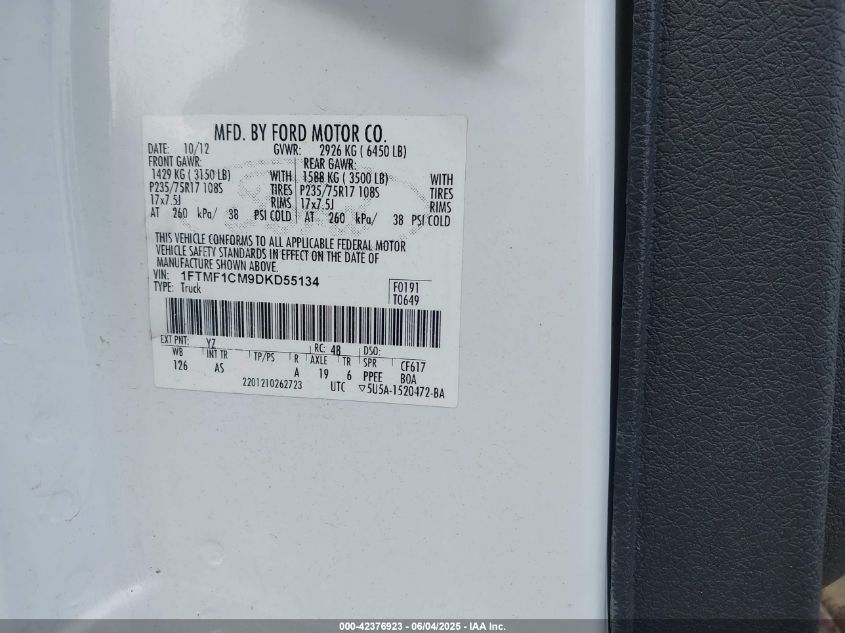 MFD. BY FORD MOTOR CO.
DATE: 10/12 GVWR: 2926 KG ( 6450 LB)
FRONT GAWR: REAR GAWR:
1429 KG ( 3150 LB) WITH 1588 KG ( 3500 LB) WITH
P235/75R17 108S TIRES P235/75R17 108S TIRES
17x7.5J RIMS 17x7.5J RIMS
AT 260 kPa/ 38 PSI COLD AT 260 kPa/ 38 PSI COLD
THIS VEHICLE CONFORMS TO ALL APPLICABLE FEDERAL MOTOR
VEHICLE SAFETY STANDARDS IN EFFECT ON THE DATE OF
MANUFACTURE SHOWN ABOVE.
VIN: 1FTMF1CM9DKD55134 F0191
TYPE: Truck T0649
EXT PNT: YZ RC: 48 DSO:
WB INT TR TP/PS R AXLE TR SPR CF617
126 AS A 19 6 PPEE BOA
2201210262723 UTC ▽5U5A-1520472-BA
000-42376923 - 06/04/2025 - IAA Inc.